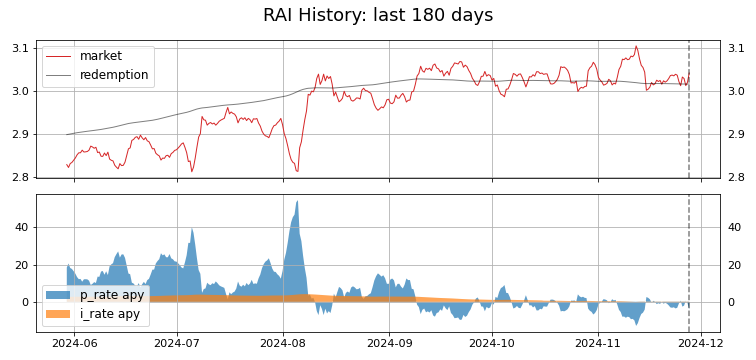 RAI History: last 180 days
3.1 3.1
market
redemption
3.0 3.0
2.9 2.9
2.8 2.8
40 40
20 20
0 0
p_rate apy
i_rate apy
2024-06 2024-07 2024-08 2024-09 2024-10 2024-11 2024-12